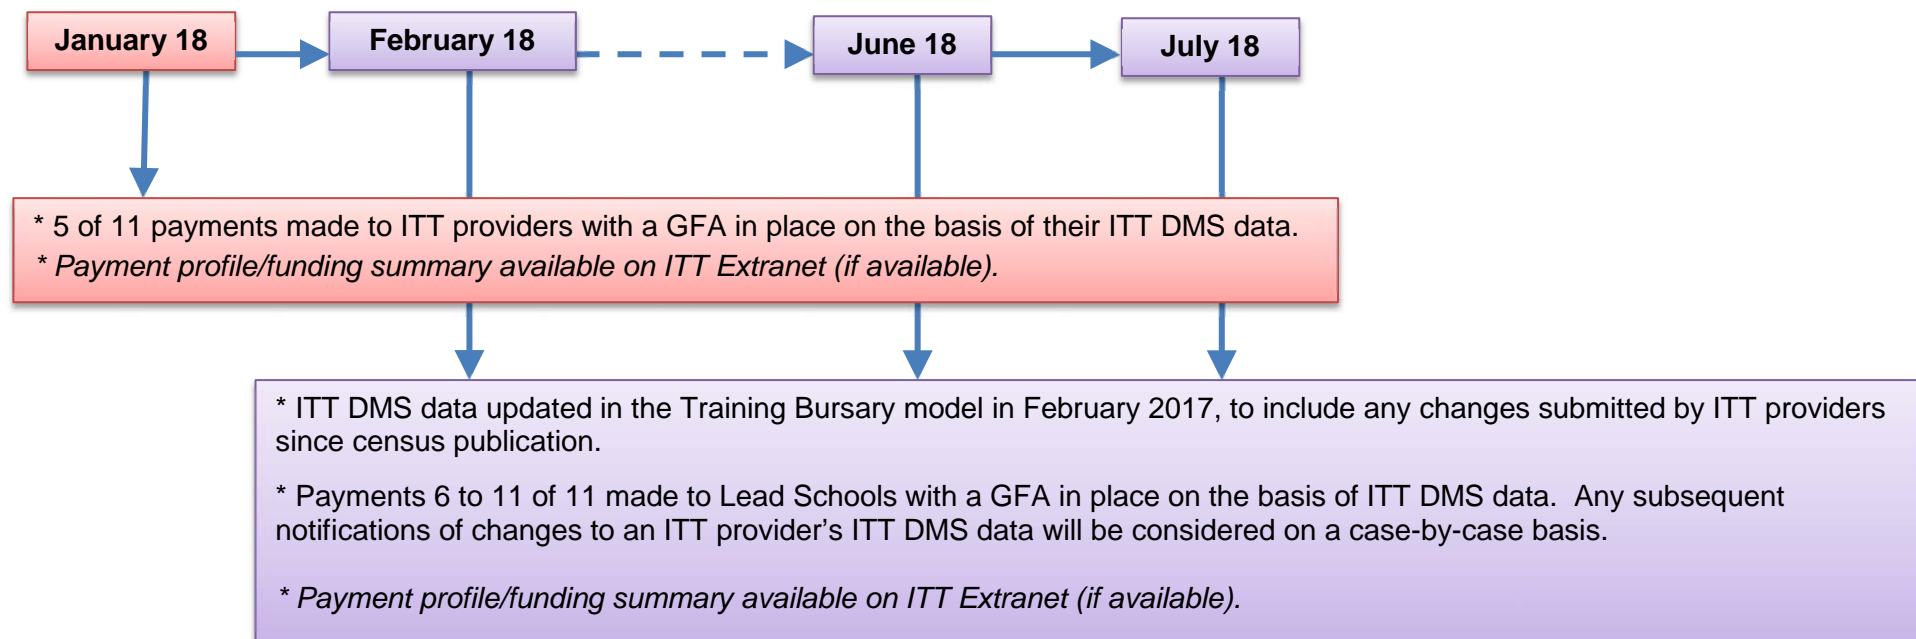 January 18
February 18
June 18
July 18
* 5 of 11 payments made to ITT providers with a GFA in place on the basis of their ITT DMS data.
* Payment profile/funding summary available on ITT Extranet (if available).
* ITT DMS data updated in the Training Bursary model in February 2017, to include any changes submitted by ITT providers
since census publication.
* Payments 6 to 11 of 11 made to Lead Schools with a GFA in place on the basis of ITT DMS data.  Any subsequent
notifications of changes to an ITT provider’s ITT DMS data will be considered on a case-by-case basis.
* Payment profile/funding summary available on ITT Extranet (if available).